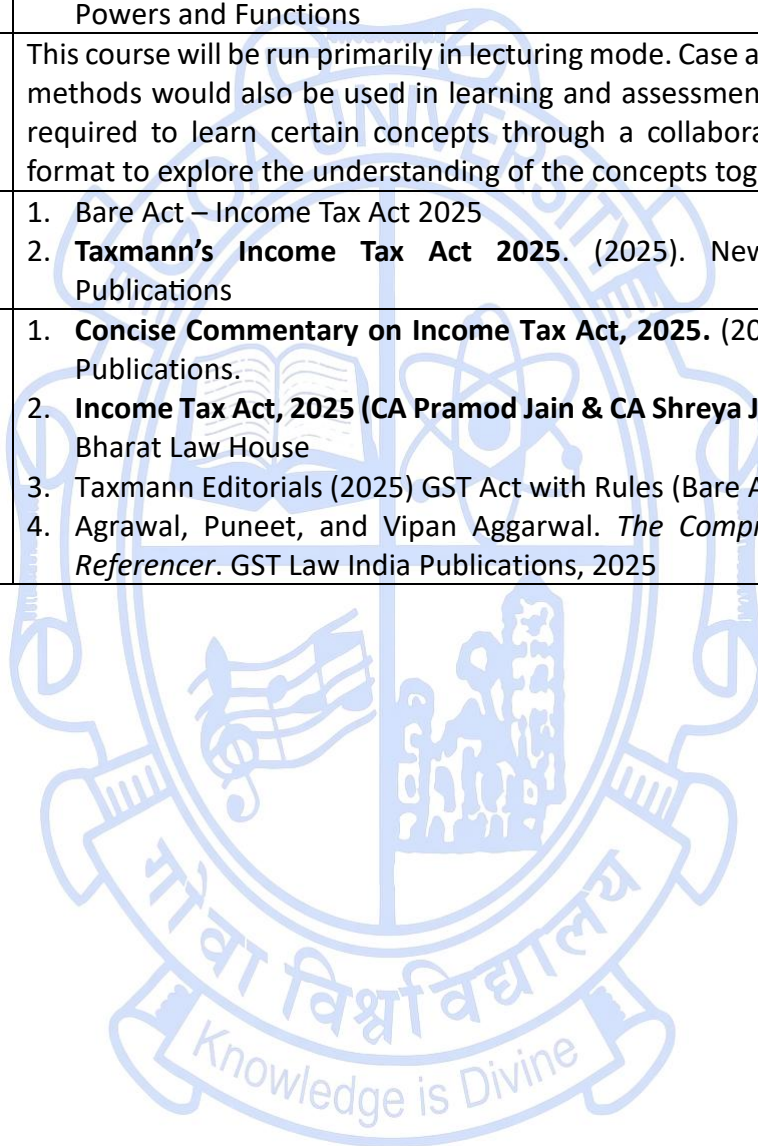 Powers and Functions
This course will be run primarily in lecturing mode. Case a
methods would also be used in learning and assessmen
required to learn certain concepts through a collabora
format to explore the understanding of the concepts tog
1. Bare Act – Income Tax Act 2025
2. Taxmann’s Income Tax Act 2025. (2025). New
Publications
1. Concise Commentary on Income Tax Act, 2025. (20
Publications.
2. Income Tax Act, 2025 (CA Pramod Jain & CA Shreya J
Bharat Law House
3. Taxmann Editorials (2025) GST Act with Rules (Bare A
4. Agrawal, Puneet, and Vipan Aggarwal. The Compr
Referencer. GST Law India Publications, 2025
GOA UNIVERSITY
गोंवा विश्वविद्यालय
Knowledge is Divine